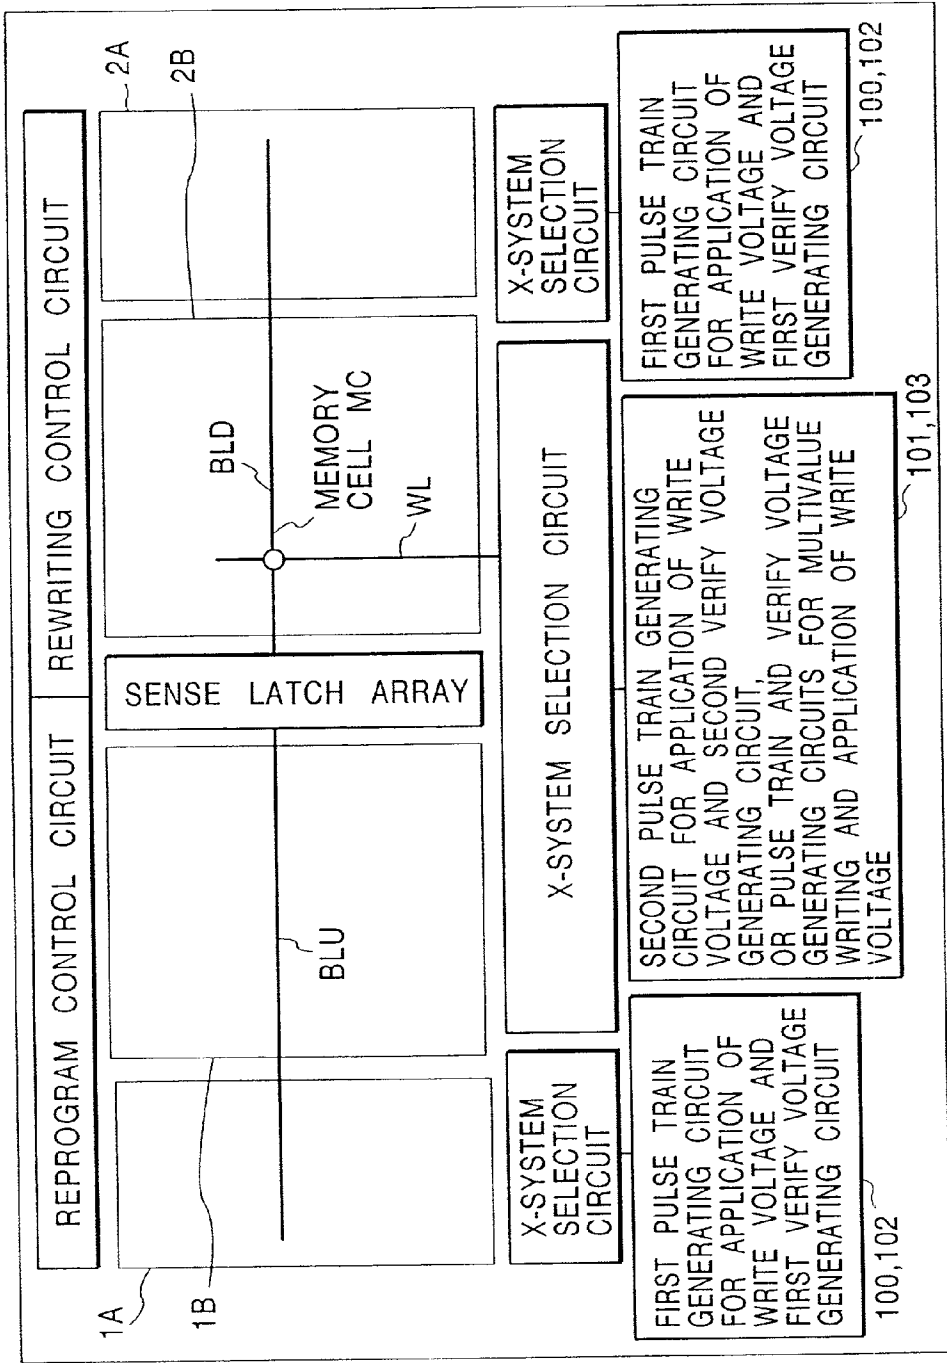 REPROGRAM CONTROL CIRCUIT
REWRITING CONTROL CIRCUIT
1A
1B
2A
2B
BLU
SENSE LATCH ARRAY
BLD
MEMORY
CELL MC
WL
X-SYSTEM
SELECTION
CIRCUIT
X-SYSTEM SELECTION CIRCUIT
X-SYSTEM
SELECTION
CIRCUIT
FIRST PULSE TRAIN
GENERATING CIRCUIT
FOR APPLICATION OF
WRITE VOLTAGE AND
FIRST VERIFY VOLTAGE
GENERATING CIRCUIT
100,102
SECOND PULSE TRAIN GENERATING
CIRCUIT FOR APPLICATION OF WRITE
VOLTAGE AND SECOND VERIFY VOLTAGE
GENERATING CIRCUIT,
OR PULSE TRAIN AND VERIFY VOLTAGE
GENERATING CIRCUITS FOR MULTIVALUE
WRITING AND APPLICATION OF WRITE
VOLTAGE
101,103
FIRST PULSE TRAIN
GENERATING CIRCUIT
FOR APPLICATION OF
WRITE VOLTAGE AND
FIRST VERIFY VOLTAGE
GENERATING CIRCUIT
100,102